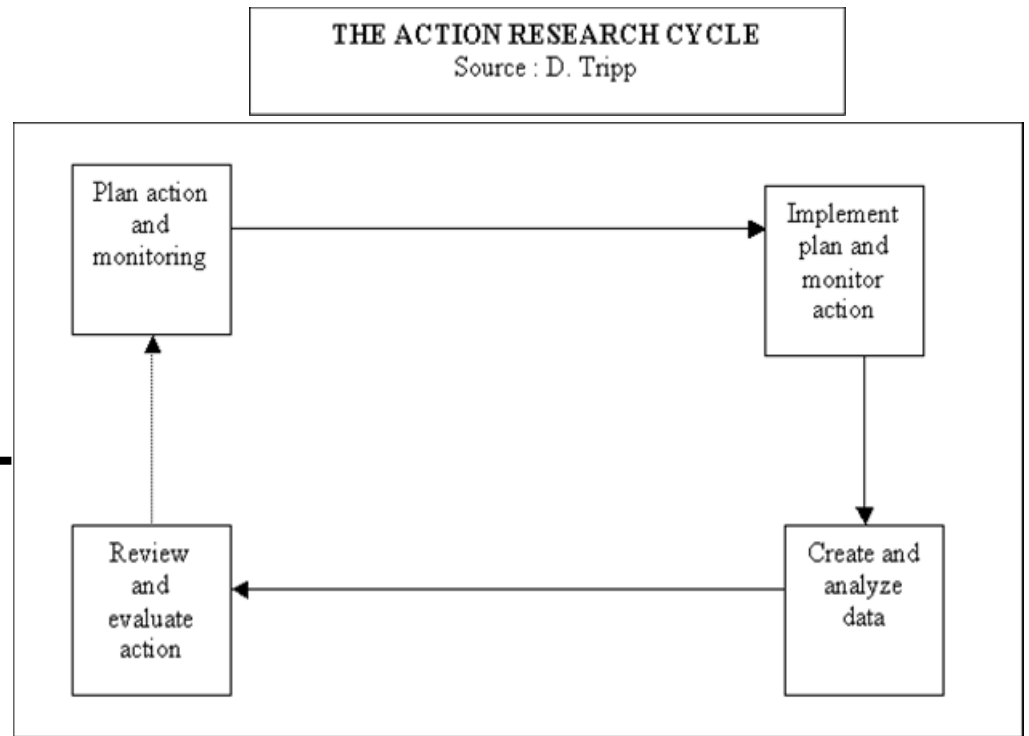 THE ACTION RESEARCH CYCLE
Source : D. Tripp
Plan action
and
monitoring
Implement
plan and
monitor
action
Review
and
evaluate
action
Create and
analyze
data